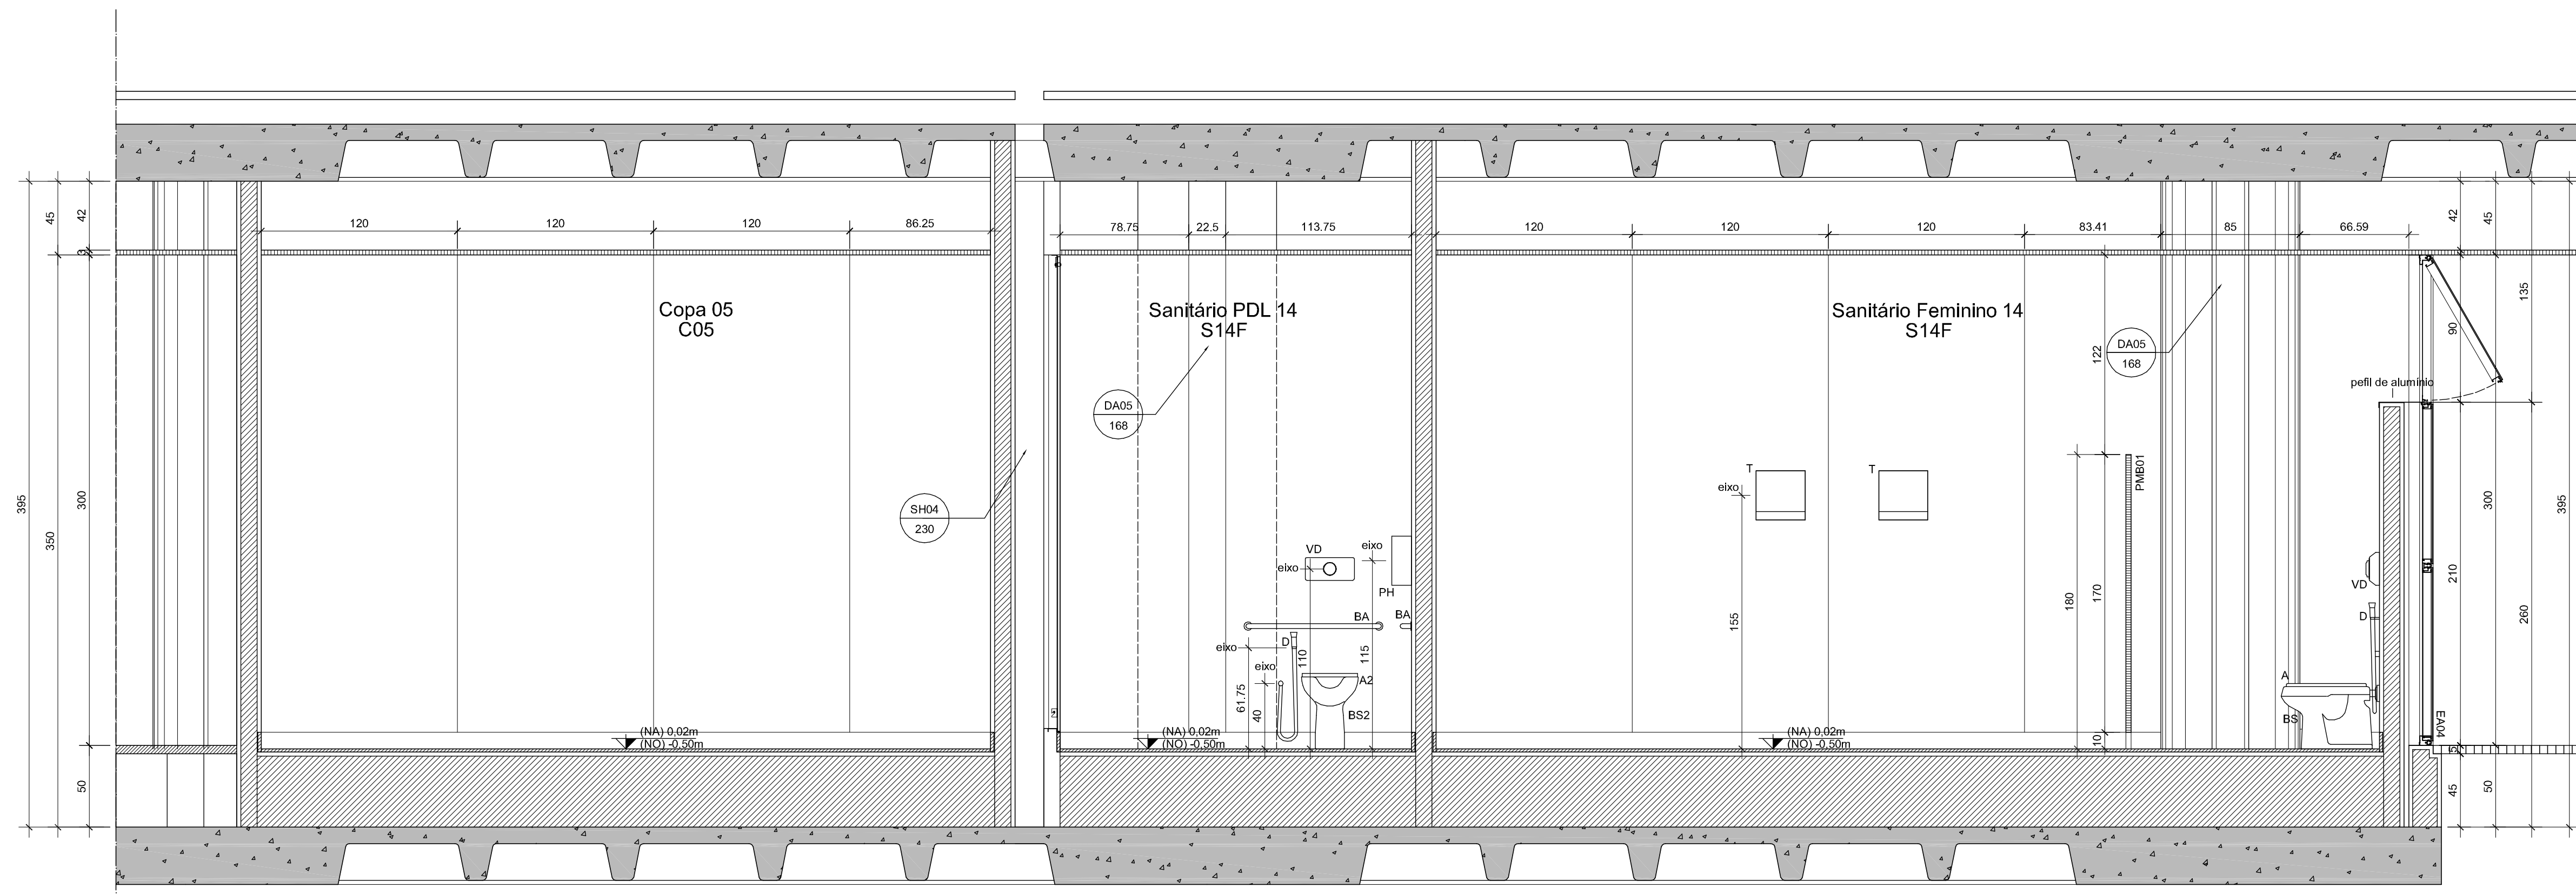 120
120
120
86.25
78.75
22.5
113.75
120
120
120
83.41
85
66.59
45
42
3
395
350
300
50
Copa 05
C05
SH04
230
Sanitário PDL 14
S14F
DA05
168
Sanitário Feminino 14
S14F
DA05
168
122
pefil de alumínio
42
45
135
90
300
395
210
260
5
45
50
VD
eixo
eixo
PH
BA
BA
eixo
D
eixo
110
115
61.75
40
A2
BS2
T
T
eixo
155
180
170
10
PMB01
VD
D
A
BS
EA04
(NA) 0,02m
(NO) -0,50m
(NA) 0,02m
(NO) -0,50m
(NA) 0,02m
(NO) -0,50m